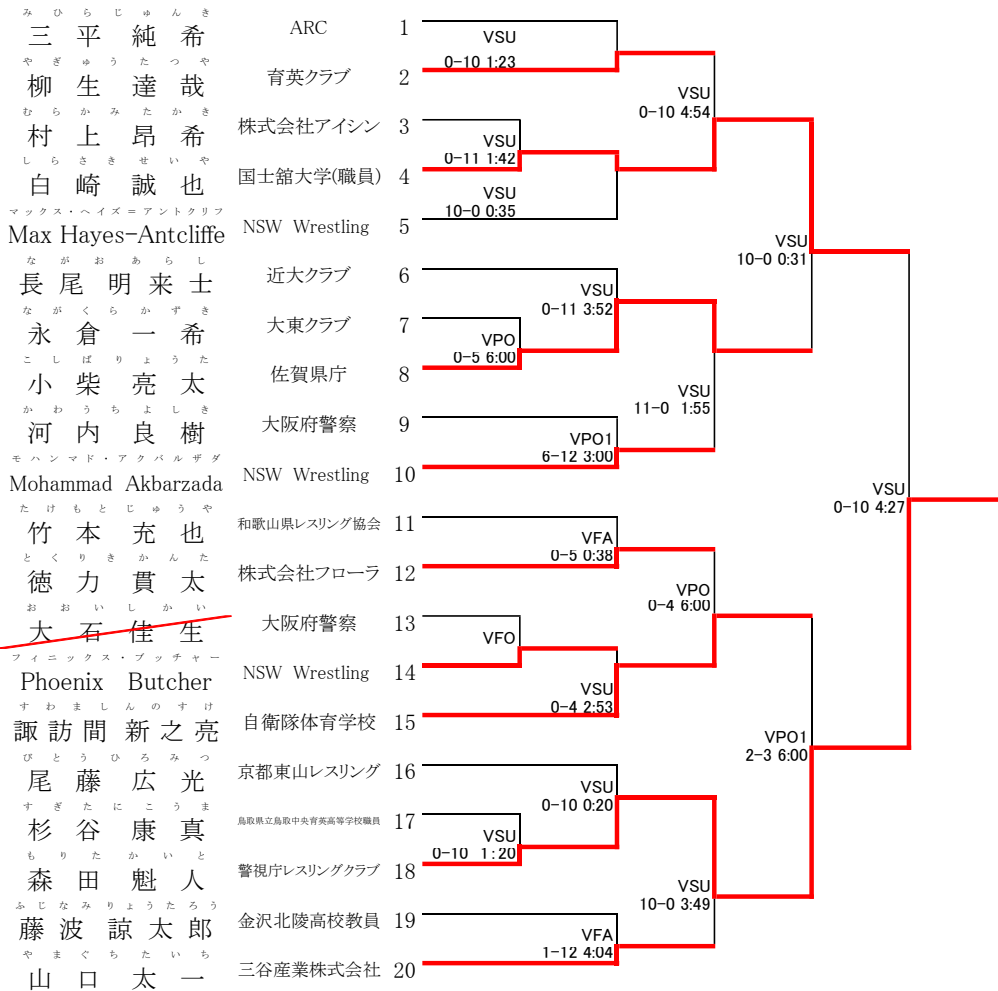 みひらじゅんき
三平純希 ARC 1
やぎゅうたつや
柳生達哉 育英クラブ 2
むらかみたかき
村上昂希 株式会社アイシン 3
しらさきせいや
白崎誠也 国士舘大学(職員) 4
マックス・ヘイズ＝アントクリフ
Max Hayes-Antcliffe NSW Wrestling 5
ながおあらし
長尾明来士 近大クラブ 6
ながくらかずき
永倉一希 大東クラブ 7
こしばりょうた
小柴亮太 佐賀県庁 8
かわうちよしき
河内良樹 大阪府警察 9
モハンマド・アクバルザダ
Mohammad Akbarzada NSW Wrestling 10
たけもとじゅうや
竹本充也 和歌山県レスリング協会 11
とくりきかんた
徳力貫太 株式会社フローラ 12
おおいしかい
大石佳生 大阪府警察 13
フィニックス・ブッチャー
Phoenix Butcher NSW Wrestling 14
すわましんのすけ
諏訪間新之亮 自衛隊体育学校 15
びとうひろみつ
尾藤広光 京都東山レスリング 16
すぎたにこうま
杉谷康真 鳥取県立鳥取中央育英高等学校職員 17
もりたかいと
森田魁人 警視庁レスリングクラブ 18
ふじなみりょうたろう
藤波諒太郎 金沢北陵高校教員 19
やまぐちたいち
山口太一 三谷産業株式会社 20
VSU
0-10 1:23
VSU
0-11 1:42
VSU
10-0 0:35
VSU
0-10 4:54
VSU
0-11 3:52
VPO
0-5 6:00
VPO1
6-12 3:00
VSU
11-0 1:55
VSU
10-0 0:31
VFA
0-5 0:38
VFO
VSU
0-4 2:53
VPO
0-4 6:00
VSU
0-10 0:20
VSU
0-10 1:20
VFA
1-12 4:04
VSU
10-0 3:49
VPO1
2-3 6:00
VSU
0-10 4:27